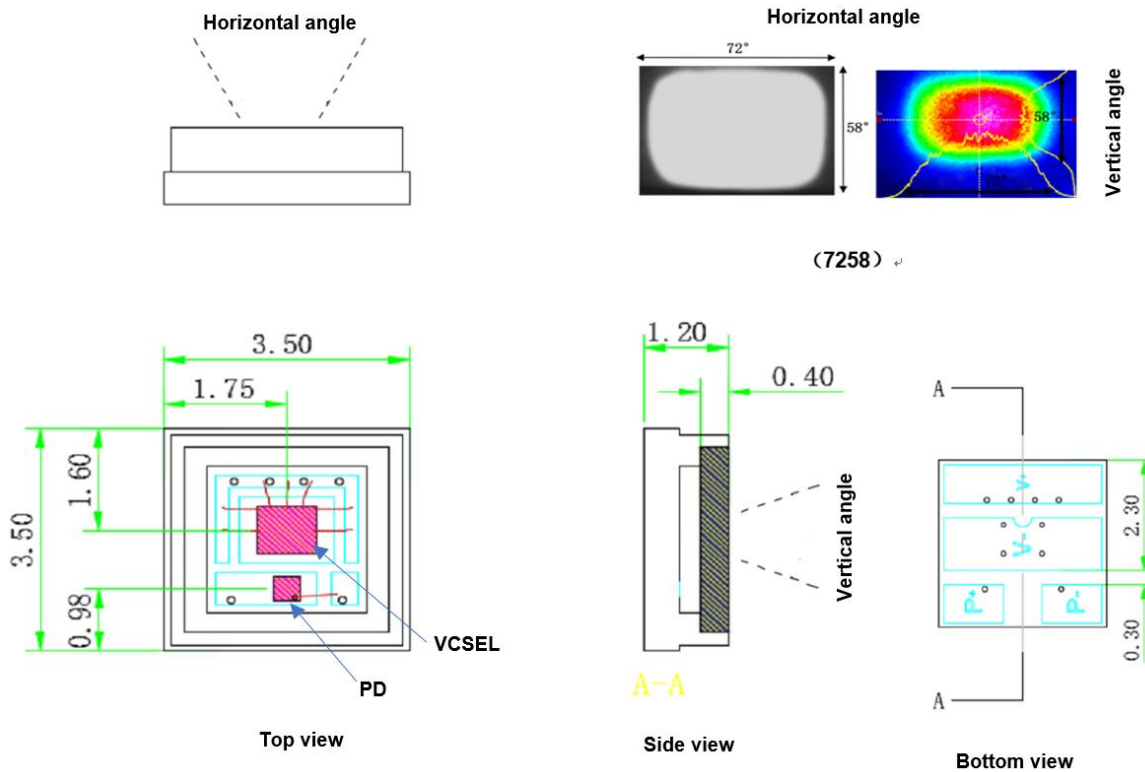 Horizontal angle
Horizontal angle
72°
58°
58°
72°
Vertical angle
（7258）
3.50
1.75
3.50
1.60
0.98
VCSEL
PD
Top view
1.20
0.40
Vertical angle
A-A
Side view
A
V-
P+
P-
2.30
0.30
A
Bottom view